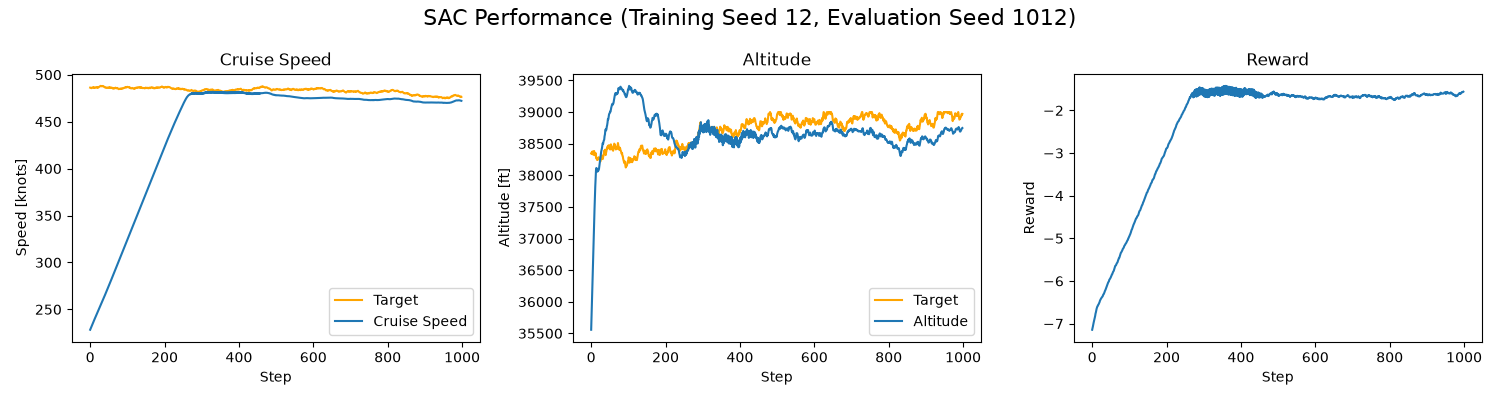 SAC Performance (Training Seed 12, Evaluation Seed 1012)
Cruise Speed
500
450
400
350
300
250
Speed [knots]
0 200 400 600 800 1000
Step
Target
Cruise Speed
Altitude
39500
39000
38500
38000
37500
37000
36500
36000
35500
Altitude [ft]
0 200 400 600 800 1000
Step
Target
Altitude
Reward
−2
−3
−4
−5
−6
−7
Reward
0 200 400 600 800 1000
Step